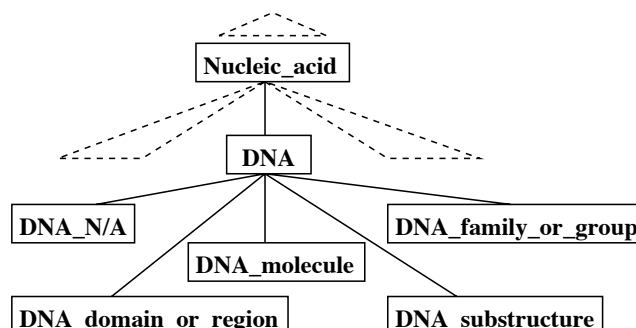 Nucleic_acid
DNA
DNA_N/A
DNA_family_or_group
DNA_molecule
DNA_domain_or_region
DNA_substructure